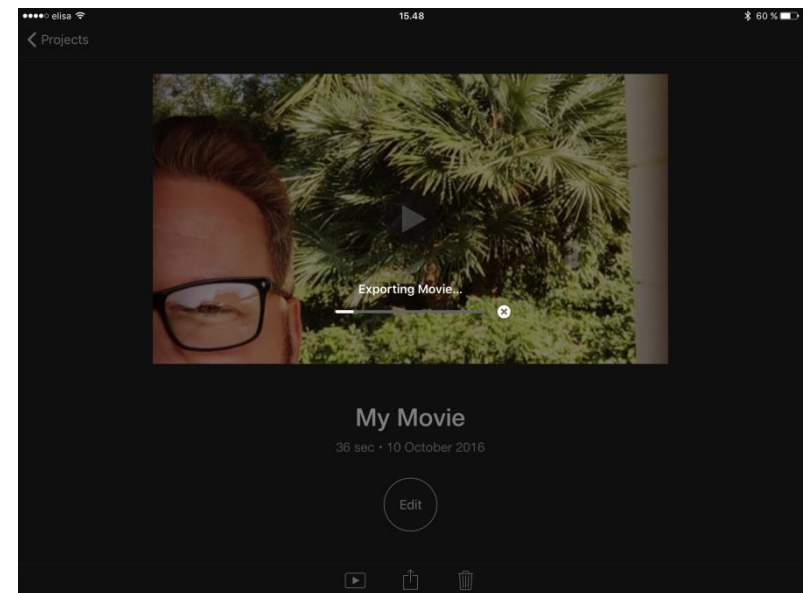 elisa
15.48
60 %
Projects
Exporting Movie...
My Movie
36 sec • 10 October 2016
Edit